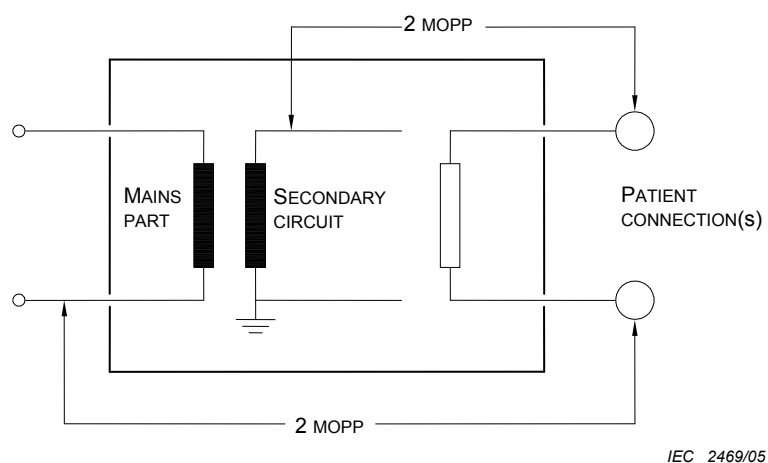 2 MOPP
MAINS
PART
SECONDARY
CIRCUIT
PATIENT
CONNECTION(s)
2 MOPP
IEC 2469/05